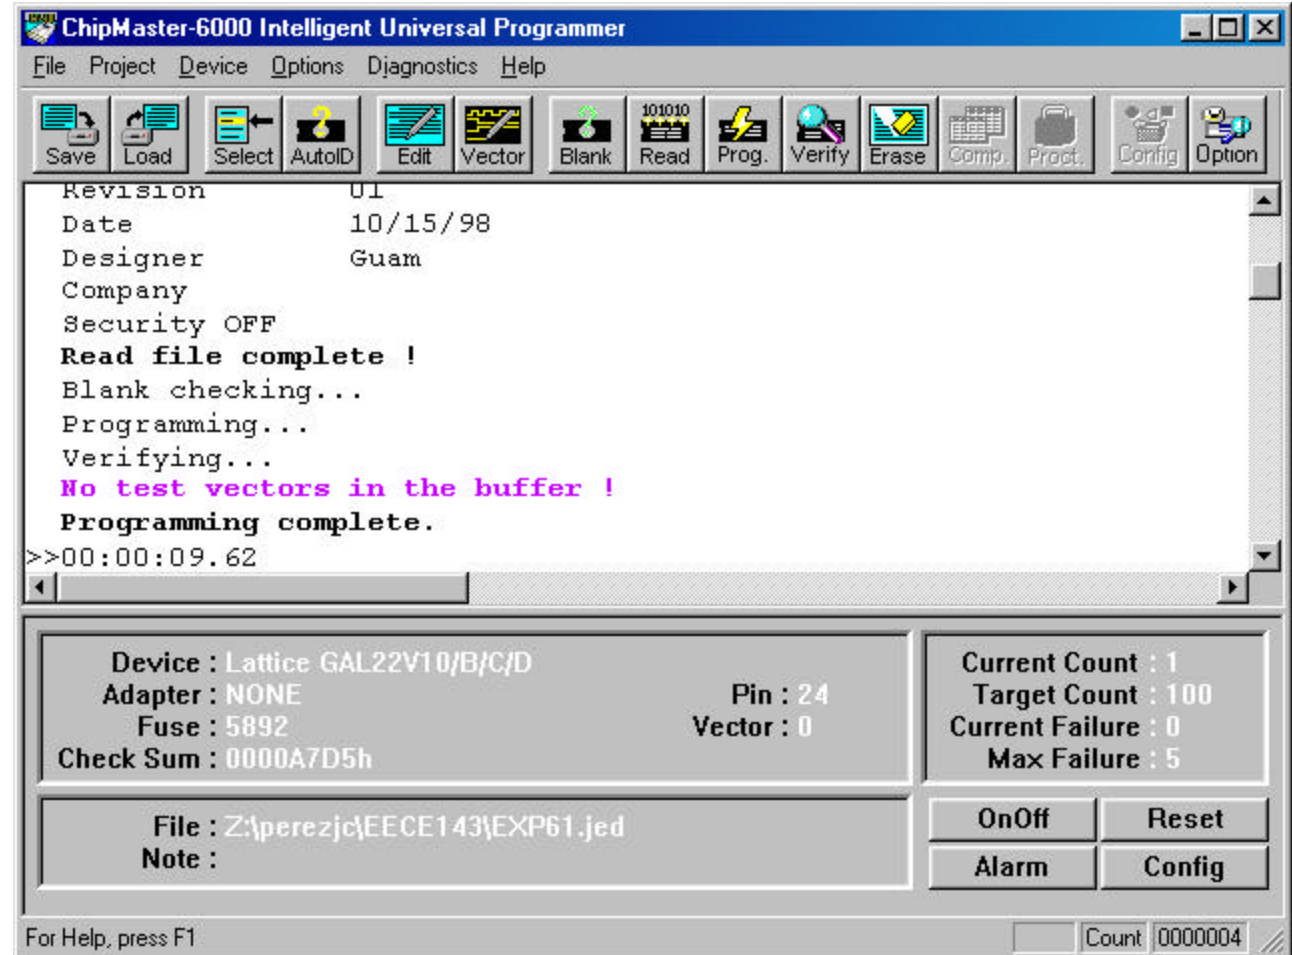 ChipMaster-6000 Intelligent Universal Programmer
File Project Device Options Diagnostics Help
101010
Save Load Select AutoID Edit Vector Blank Read Prog. Verify Erase Comp. Proct. Config Option
Revision 01
Date 10/15/98
Designer Guam
Company
Security OFF
Read file complete !
Blank checking...
Programming...
Verifying...
No test vectors in the buffer !
Programming complete.
>>00:00:09.62
Device : Lattice GAL22V10/B/C/D
Adapter : NONE Pin : 24
Fuse : 5892 Vector : 0
Check Sum : 0000A7D5h
Current Count : 1
Target Count : 100
Current Failure : 0
Max Failure : 5
File : Z:\perezjc\EECE143\EXP61.jed
Note :
OnOff Reset
Alarm Config
For Help, press F1 Count 0000004